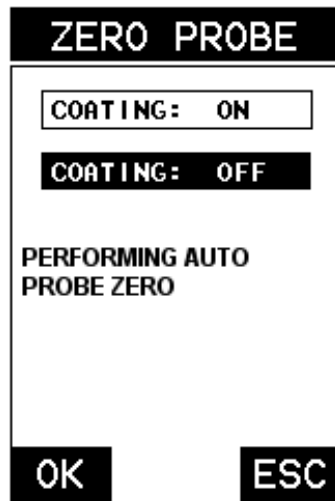 ZERO PROBE
COATING: ON
COATING: OFF
PERFORMING AUTO
PROBE ZERO
OK ESC